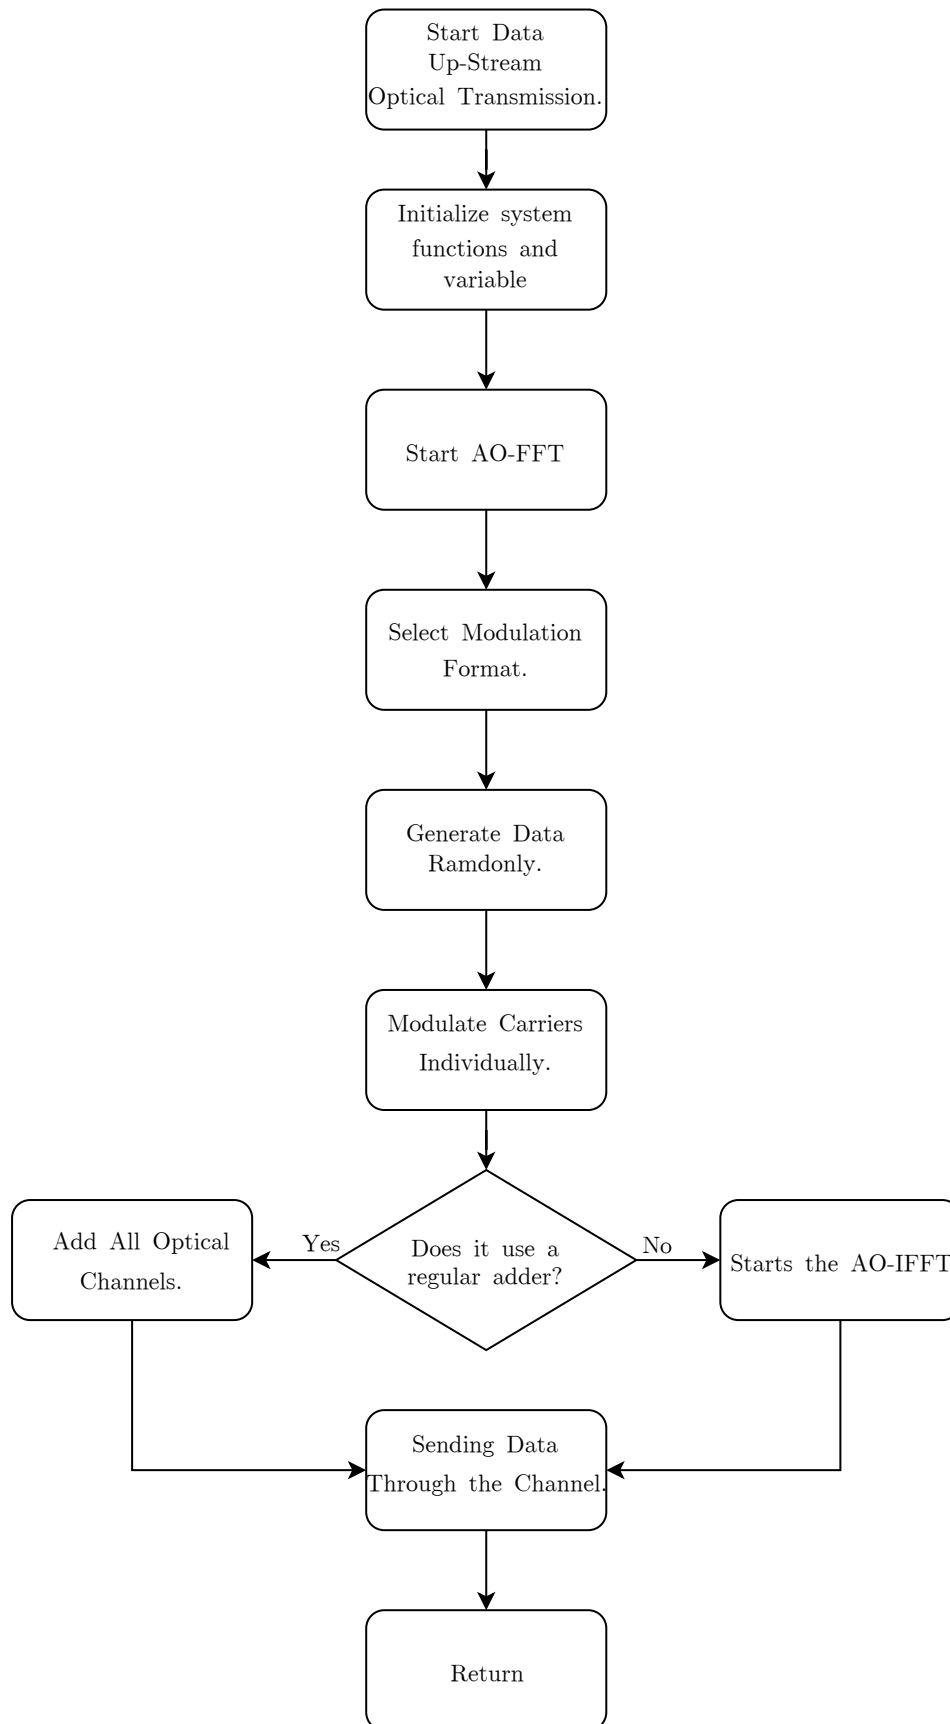 Start Data
Up-Stream
Optical Transmission.
Initialize system
functions and
variable
Start AO-FFT
Select Modulation
Format.
Generate Data
Ramdonly.
Modulate Carriers
Individually.
Does it use a
regular adder?
Yes
No
Add All Optical
Channels.
Starts the AO-IFFT
Sending Data
Through the Channel.
Return